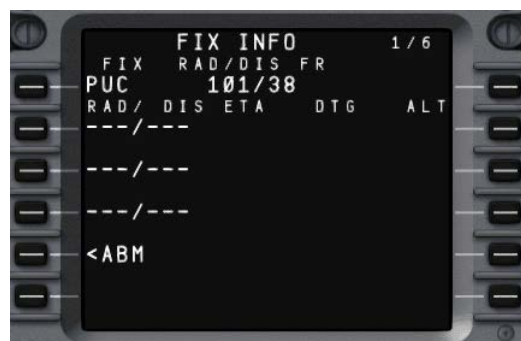 FIX INFO 1/6
FIX RAD/DIS FR
PUC 101/38
RAD/ DIS ETA DTG ALT
---/---
---/---
---/---
<ABM